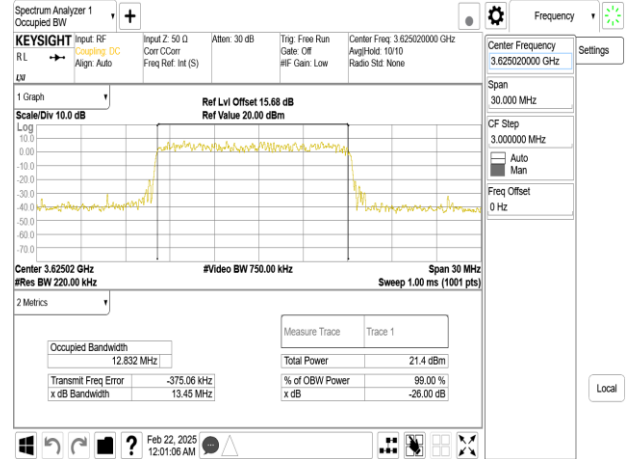 Spectrum Analyzer 1
Occupied BW
Frequency
KEYSIGHT
RL
LXI
Input: RF
Coupling: DC
Align: Auto
Input Z: 50 Ω
Corr CCorr
Freq Ref: Int (S)
Atten: 30 dB
Trig: Free Run
Gate: Off
#IF Gain: Low
Center Freq: 3.625020000 GHz
Avg|Hold: 10/10
Radio Std: None
Center Frequency
3.625020000 GHz
Settings
Span
30.000 MHz
CF Step
3.000000 MHz
Auto
Man
Freq Offset
0 Hz
Local
1 Graph
Scale/Div 10.0 dB
Ref Lvl Offset 15.68 dB
Ref Value 20.00 dBm
Log
10.0
0.00
-10.0
-20.0
-30.0
-40.0
-50.0
-60.0
-70.0
Center 3.62502 GHz
#Video BW 750.00 kHz
Span 30 MHz
#Res BW 220.00 kHz
Sweep 1.00 ms (1001 pts)
2 Metrics
Measure Trace Trace 1
Occupied Bandwidth
12.832 MHz
Total Power 21.4 dBm
Transmit Freq Error -375.06 kHz
% of OBW Power 99.00 %
x dB Bandwidth 13.45 MHz
x dB -26.00 dB
?
Feb 22, 2025
12:01:06 AM